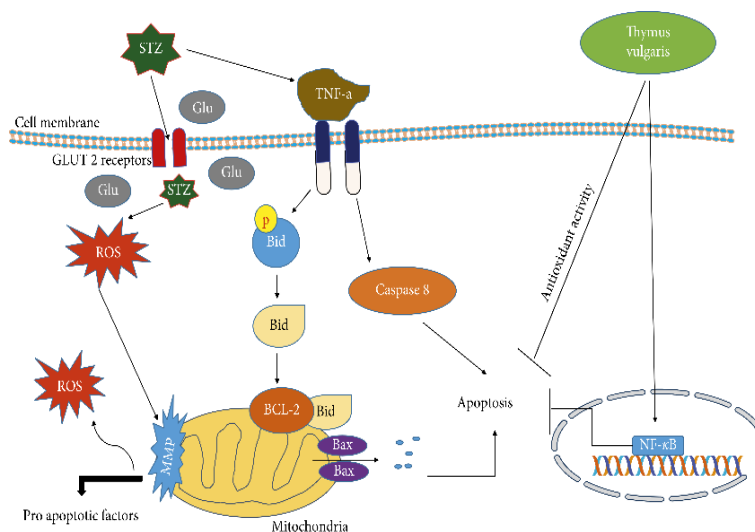 STZ
Thymus
vulgaris
TNF-a
Glu
Cell membrane
GLUT 2 receptors
Glu
Glu
STZ
p
Bid
ROS
Antioxidant activity
Caspase 8
Bid
ROS
BCL-2
Bid
Apoptosis
Bax
NF-κB
MMP
Bax
Pro apoptotic factors
Mitochondria